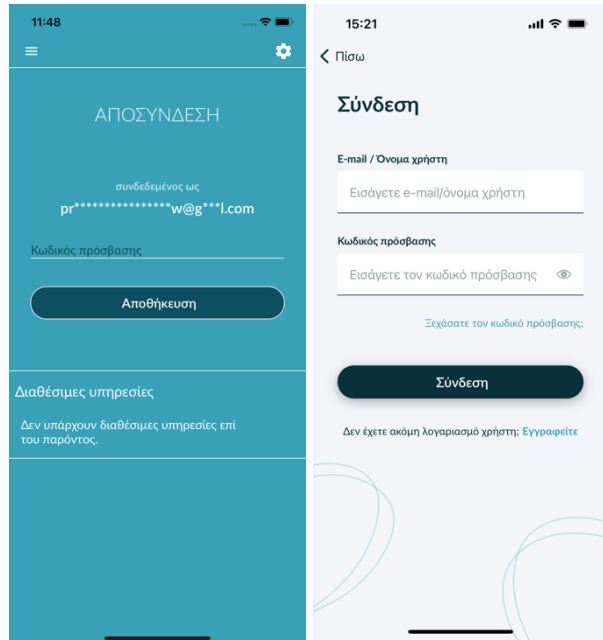 11:48
ΑΠΟΣΥΝΔΕΣΗ
συνδεδεμένος ως
pr****************w@g***l.com
Κωδικός πρόσβασης
Αποθήκευση
Διαθέσιμες υπηρεσίες
Δεν υπάρχουν διαθέσιμες υπηρεσίες επί
του παρόντος.
15:21
Πίσω
Σύνδεση
E-mail / Όνομα χρήστη
Εισάγετε e-mail/όνομα χρήστη
Κωδικός πρόσβασης
Εισάγετε τον κωδικό πρόσβασης
Ξεχάσατε τον κωδικό πρόσβασης;
Σύνδεση
Δεν έχετε ακόμη λογαριασμό χρήστη; Εγγραφείτε